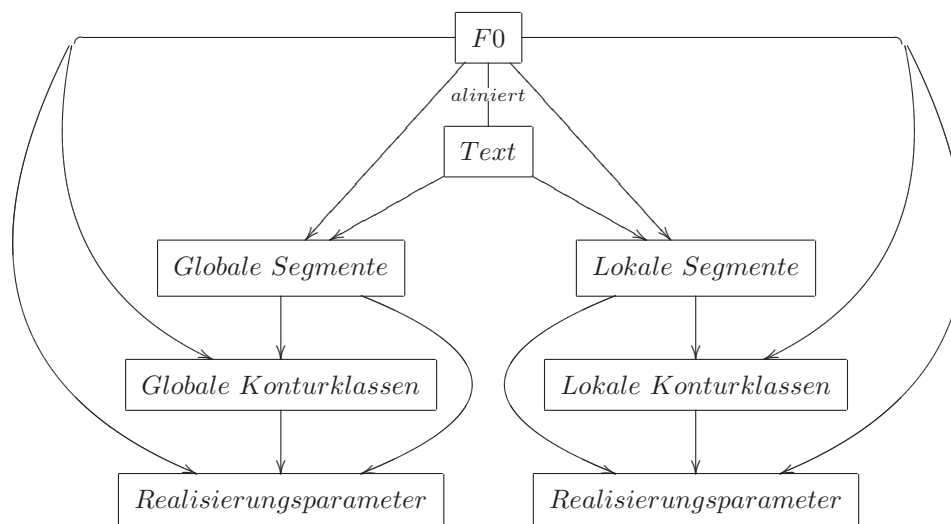 F0
aliniert
Text
Globale Segmente
Lokale Segmente
Globale Konturklassen
Lokale Konturklassen
Realisierungsparameter
Realisierungsparameter